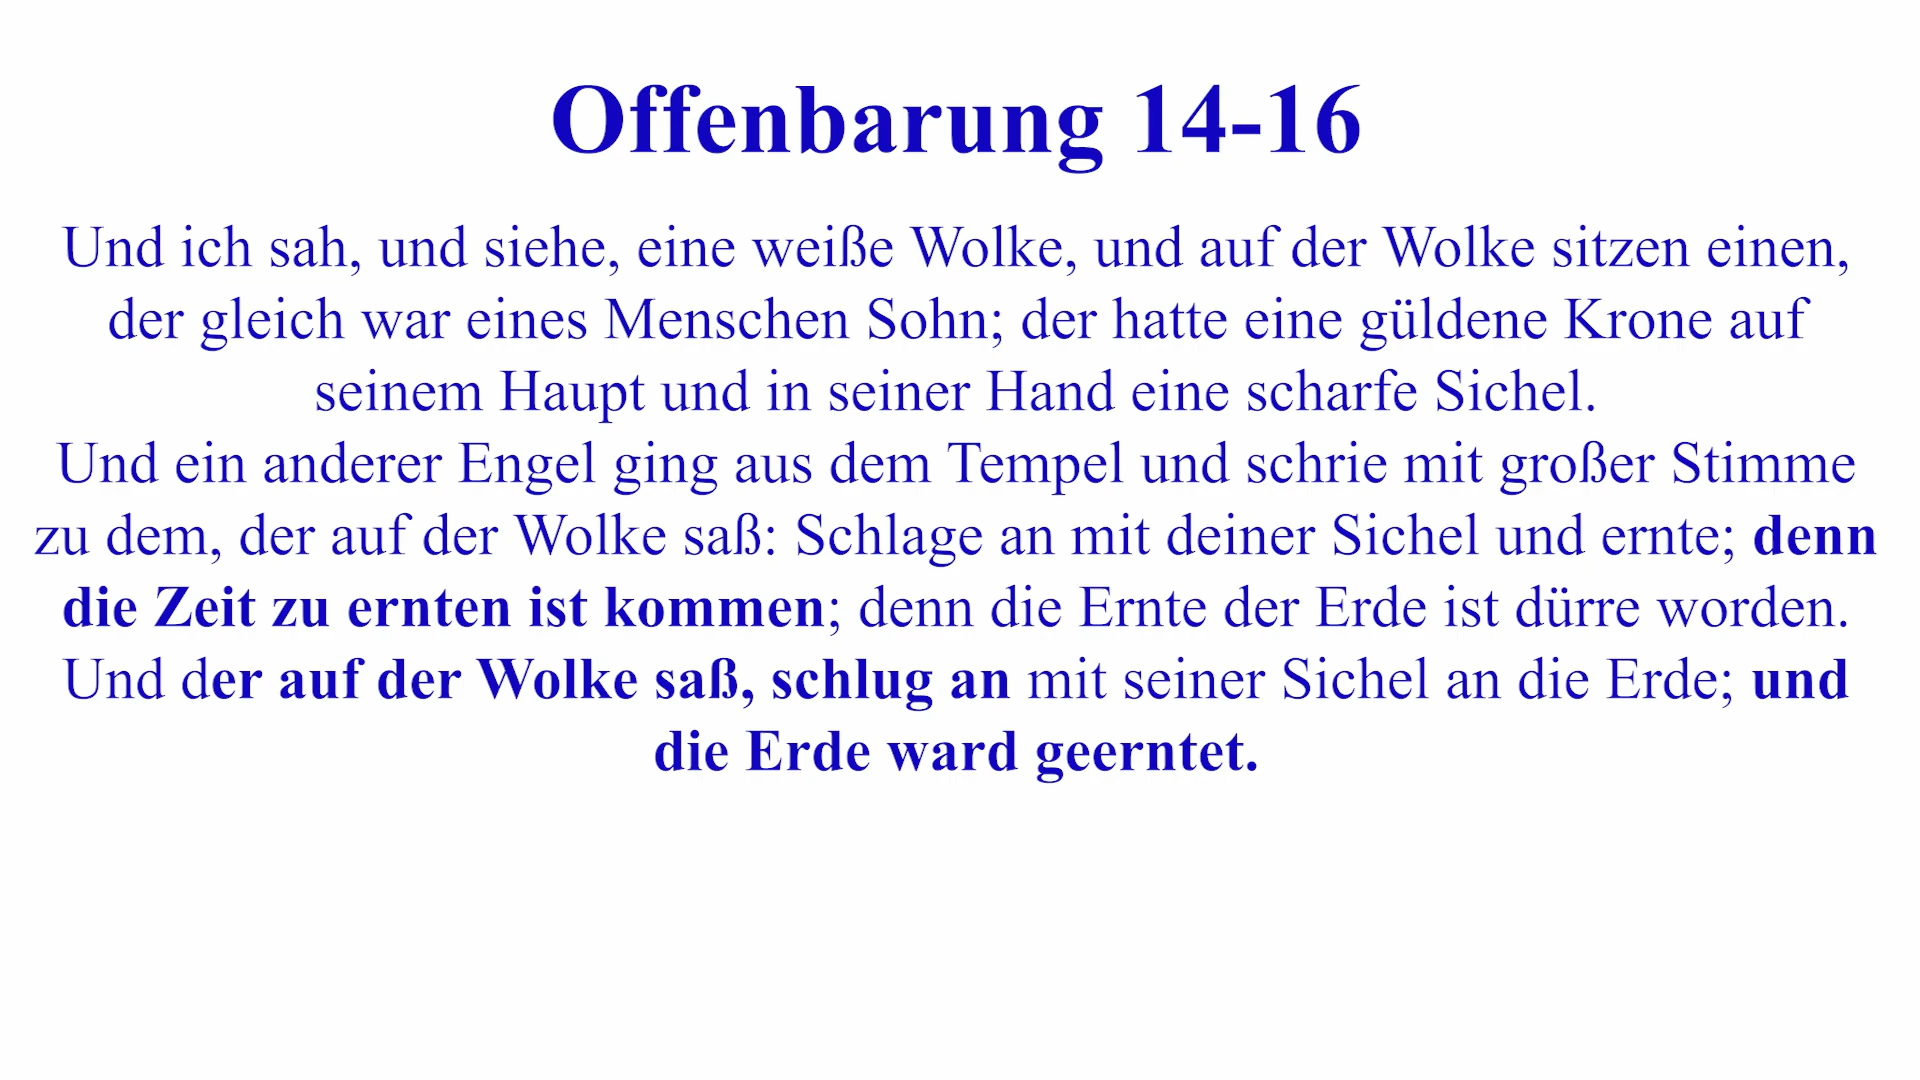 Offenbarung 14-16
Und ich sah, und siehe, eine weiße Wolke, und auf der Wolke sitzen einen,
der gleich war eines Menschen Sohn; der hatte eine güldene Krone auf
seinem Haupt und in seiner Hand eine scharfe Sichel.
Und ein anderer Engel ging aus dem Tempel und schrie mit großer Stimme
zu dem, der auf der Wolke saß: Schlage an mit deiner Sichel und ernte; denn
die Zeit zu ernten ist kommen; denn die Ernte der Erde ist dürre worden.
Und der auf der Wolke saß, schlug an mit seiner Sichel an die Erde; und
die Erde ward geerntet.